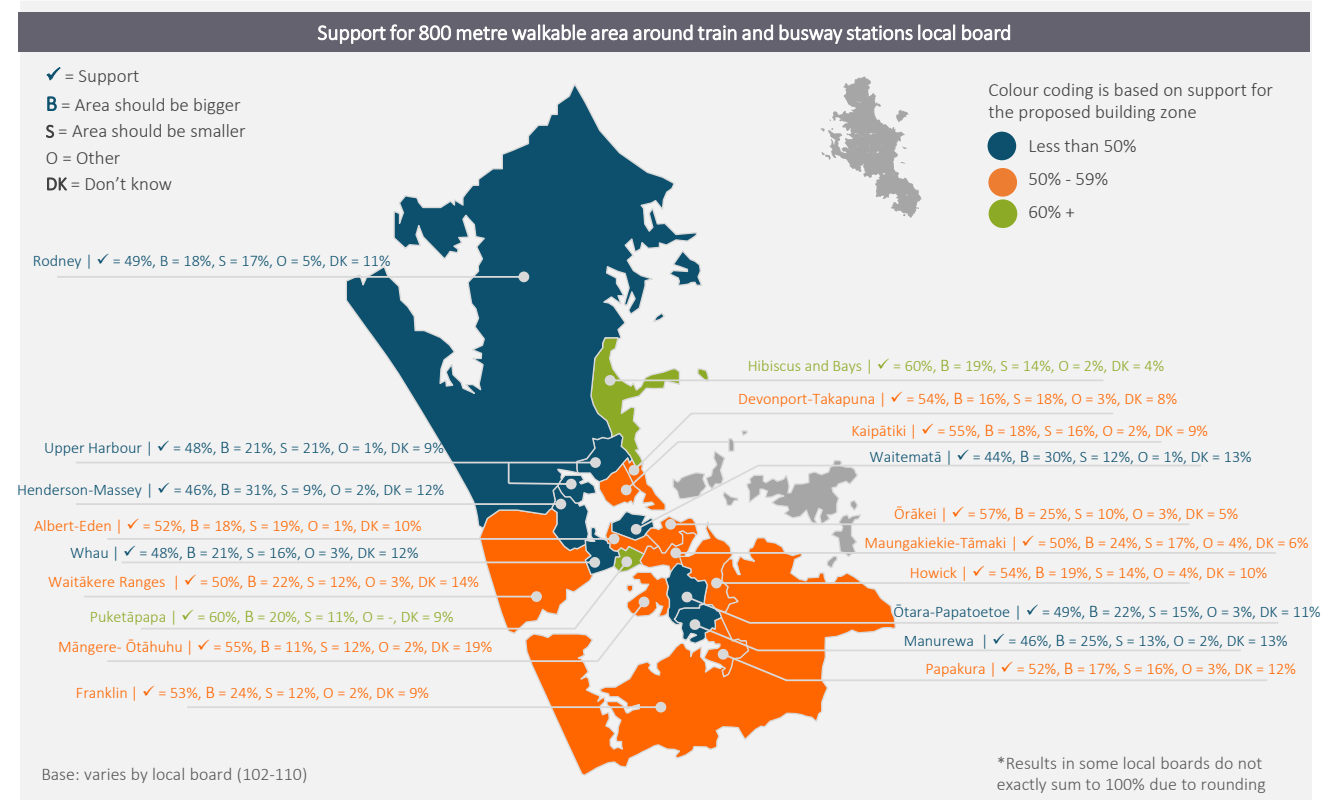 Support for 800 metre walkable area around train and busway stations local board
✓ = Support
B = Area should be bigger
S = Area should be smaller
O = Other
DK = Don't know
Colour coding is based on support for
the proposed building zone
Less than 50%
50% - 59%
60% +
Rodney | ✓ = 49%, B = 18%, S = 17%, O = 5%, DK = 11%
Upper Harbour | ✓ = 48%, B = 21%, S = 21%, O = 1%, DK = 9%
Henderson-Massey | ✓ = 46%, B = 31%, S = 9%, O = 2%, DK = 12%
Albert-Eden | ✓ = 52%, B = 18%, S = 19%, O = 1%, DK = 10%
Whau | ✓ = 48%, B = 21%, S = 16%, O = 3%, DK = 12%
Waitākere Ranges | ✓ = 50%, B = 22%, S = 12%, O = 3%, DK = 14%
Puketāpapa | ✓ = 60%, B = 20%, S = 11%, O = -, DK = 9%
Māngere- Ōtāhuhu | ✓ = 55%, B = 11%, S = 12%, O = 2%, DK = 19%
Franklin | ✓ = 53%, B = 24%, S = 12%, O = 2%, DK = 9%
Hibiscus and Bays | ✓ = 60%, B = 19%, S = 14%, O = 2%, DK = 4%
Devonport-Takapuna | ✓ = 54%, B = 16%, S = 18%, O = 3%, DK = 8%
Kaipātiki | ✓ = 55%, B = 18%, S = 16%, O = 2%, DK = 9%
Waitematā | ✓ = 44%, B = 30%, S = 12%, O = 1%, DK = 13%
Ōrākei | ✓ = 57%, B = 25%, S = 10%, O = 3%, DK = 5%
Maungakiekie-Tāmaki | ✓ = 50%, B = 24%, S = 17%, O = 4%, DK = 6%
Howick | ✓ = 54%, B = 19%, S = 14%, O = 4%, DK = 10%
Ōtara-Papatoetoe | ✓ = 49%, B = 22%, S = 15%, O = 3%, DK = 11%
Manurewa | ✓ = 46%, B = 25%, S = 13%, O = 2%, DK = 13%
Papakura | ✓ = 52%, B = 17%, S = 16%, O = 3%, DK = 12%
Base: varies by local board (102-110)
*Results in some local boards do not
exactly sum to 100% due to rounding